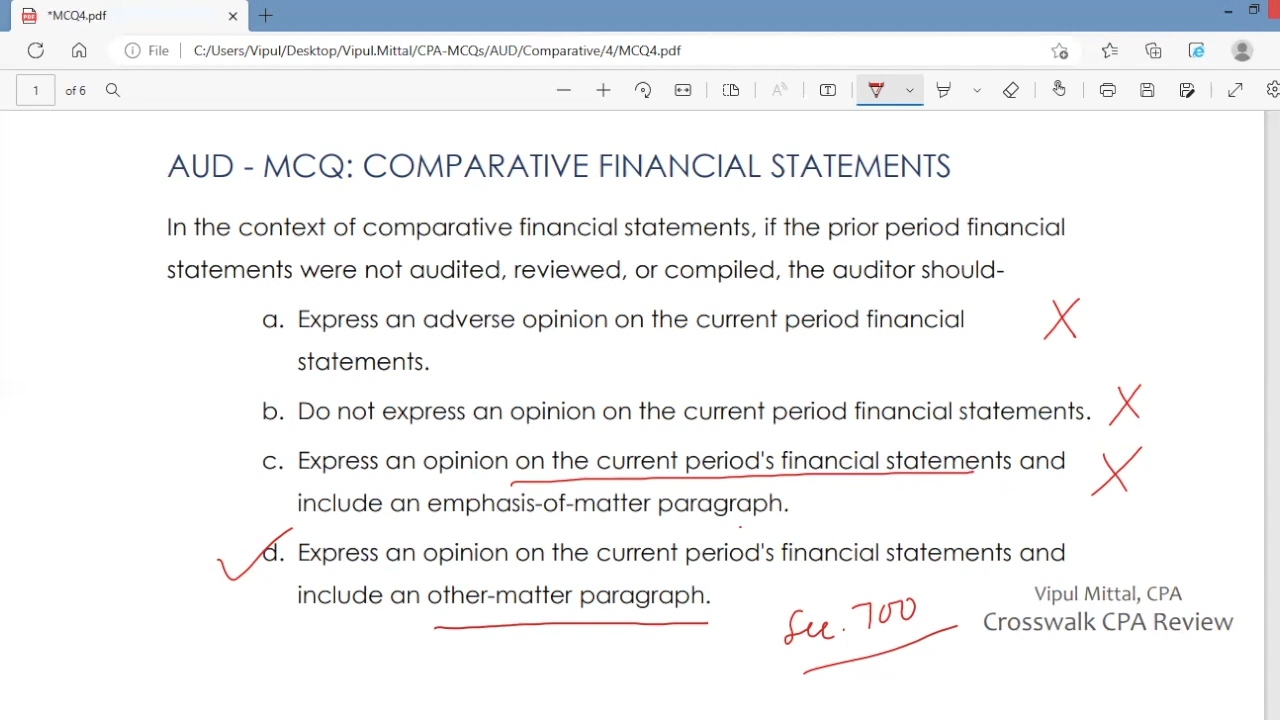 *MCQ4.pdf
File C:/Users/Vipul/Desktop/Vipul.Mittal/CPA-MCQs/AUD/Comparative/4/MCQ4.pdf
1 of 6
AUD - MCQ: COMPARATIVE FINANCIAL STATEMENTS
In the context of comparative financial statements, if the prior period financial
statements were not audited, reviewed, or compiled, the auditor should-
a. Express an adverse opinion on the current period financial
statements.
b. Do not express an opinion on the current period financial statements.
c. Express an opinion on the current period's financial statements and
include an emphasis-of-matter paragraph.
d. Express an opinion on the current period's financial statements and
include an other-matter paragraph.
Sec. 700
Vipul Mittal, CPA
Crosswalk CPA Review